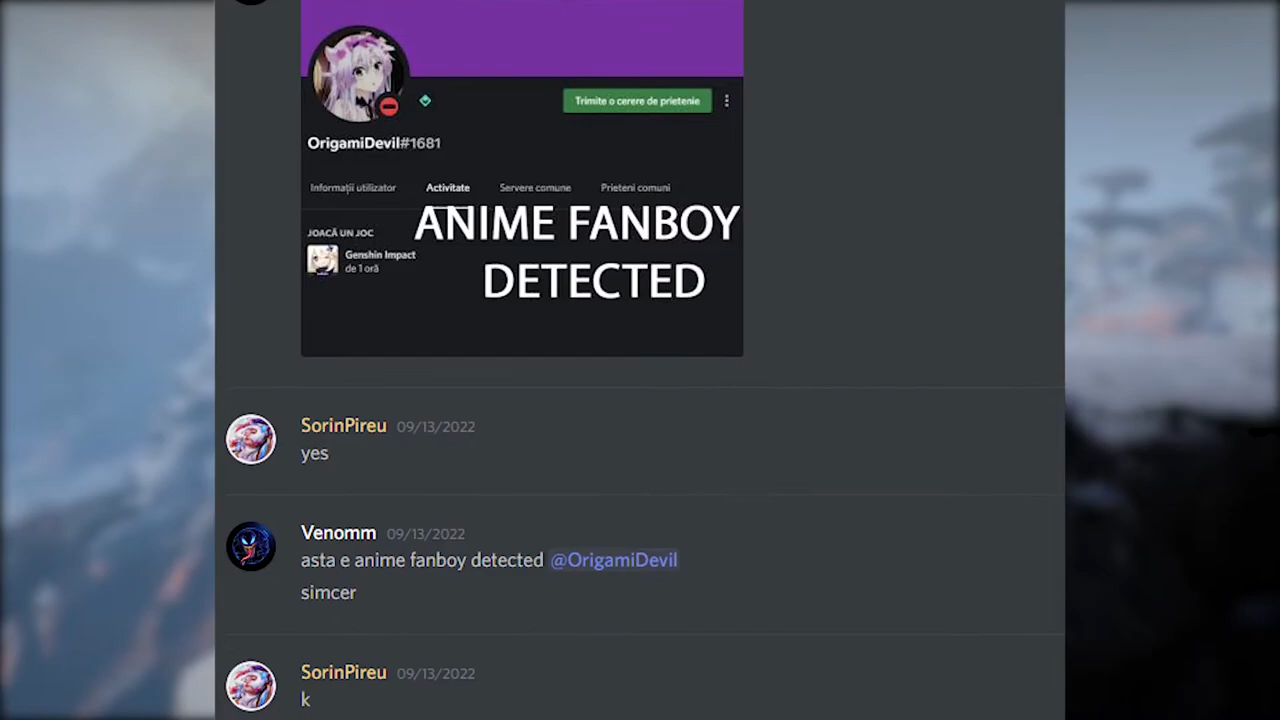 Trimite o cerere de prietenie
OrigamiDevil#1681
Informații utilizator Activitate Servere comune Prieteni comuni
ANIME FANBOY
DETECTED
JOACĂ UN JOC
Genshin Impact
de 1 oră
SorinPireu 09/13/2022
yes
Venomm 09/13/2022
asta e anime fanboy detected @OrigamiDevil
simcer
SorinPireu 09/13/2022
k